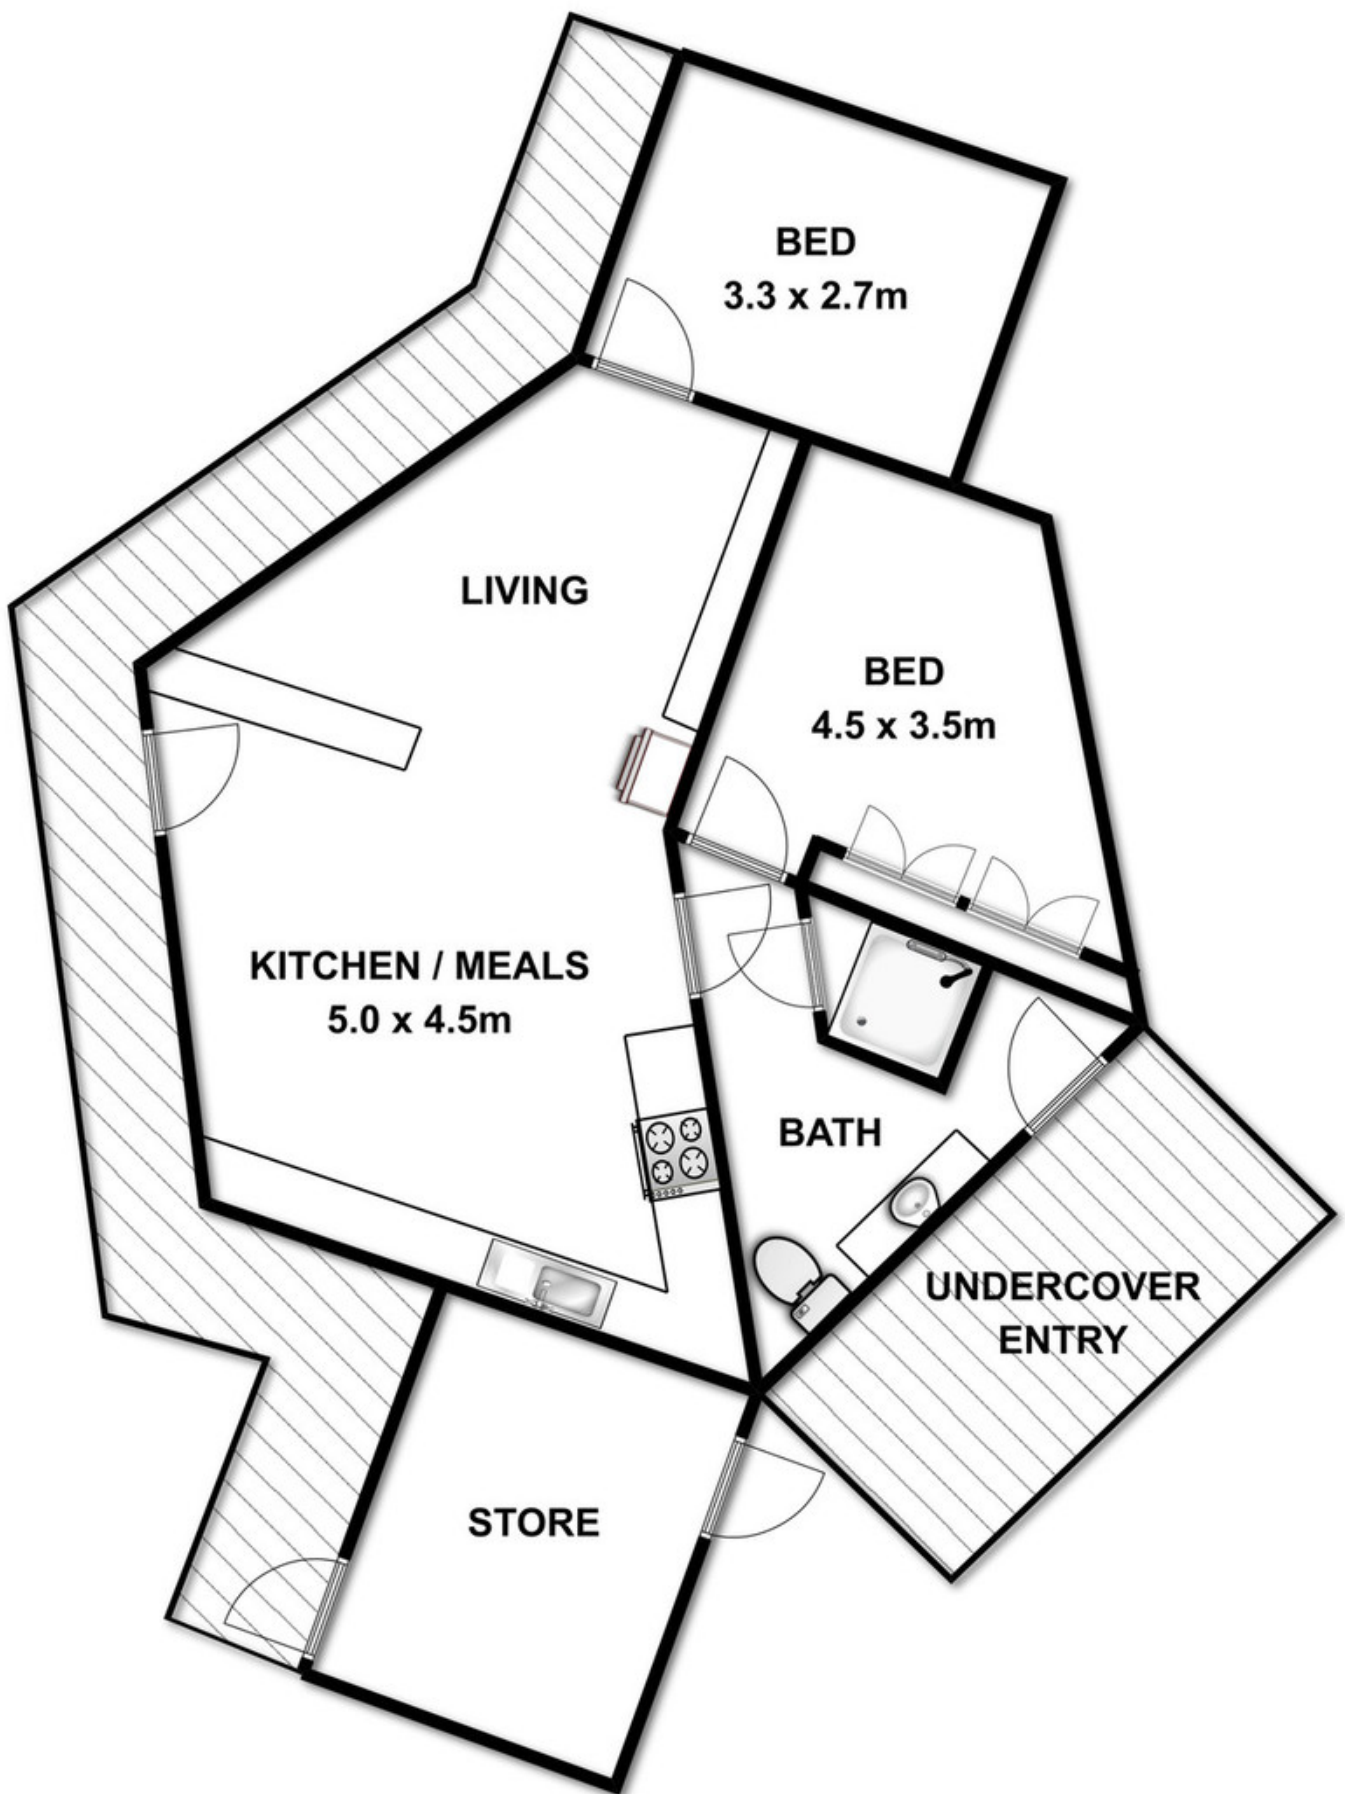 BED
3.3 x 2.7m
LIVING
BED
4.5 x 3.5m
KITCHEN / MEALS
5.0 x 4.5m
BATH
UNDERCOVER
ENTRY
STORE